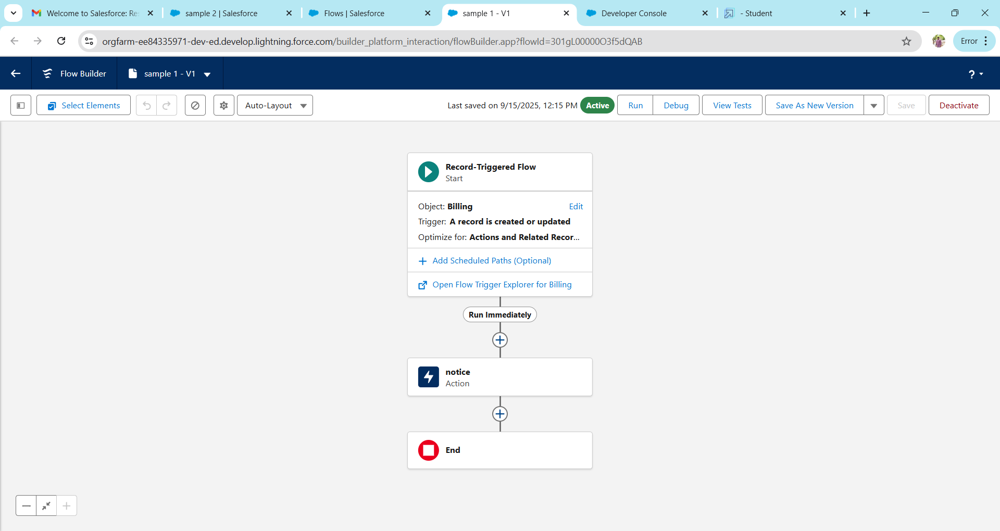 Welcome to Salesforce: Re
sample 2 | Salesforce
Flows | Salesforce
sample 1 - V1
Developer Console
- Student
orgfarm-ee84335971-dev-ed.develop.lightning.force.com/builder_platform_interaction/flowBuilder.app?flowId=301gL00000O3f5dQAB
Error
Flow Builder
sample 1 - V1
?
Select Elements
Auto-Layout
Last saved on 9/15/2025, 12:15 PM
Active
Run
Debug
View Tests
Save As New Version
Save
Deactivate
Record-Triggered Flow
Start
Object: Billing
Edit
Trigger: A record is created or updated
Optimize for: Actions and Related Recor...
Add Scheduled Paths (Optional)
Open Flow Trigger Explorer for Billing
Run Immediately
notice
Action
End